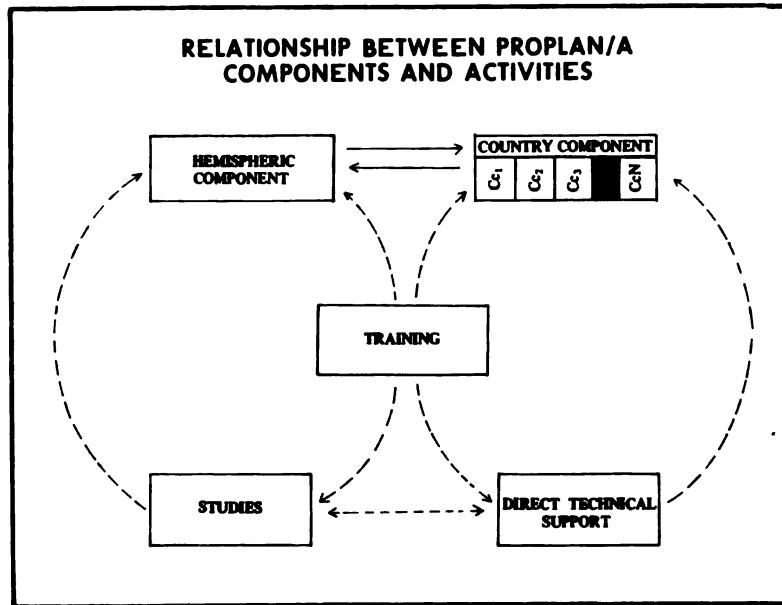 RELATIONSHIP BETWEEN PROPLAN/A
COMPONENTS AND ACTIVITIES
HEMISPHERIC
COMPONENT
COUNTRY COMPONENT
Cc1 Cc2 Cc3 CcN
TRAINING
STUDIES
DIRECT TECHNICAL
SUPPORT